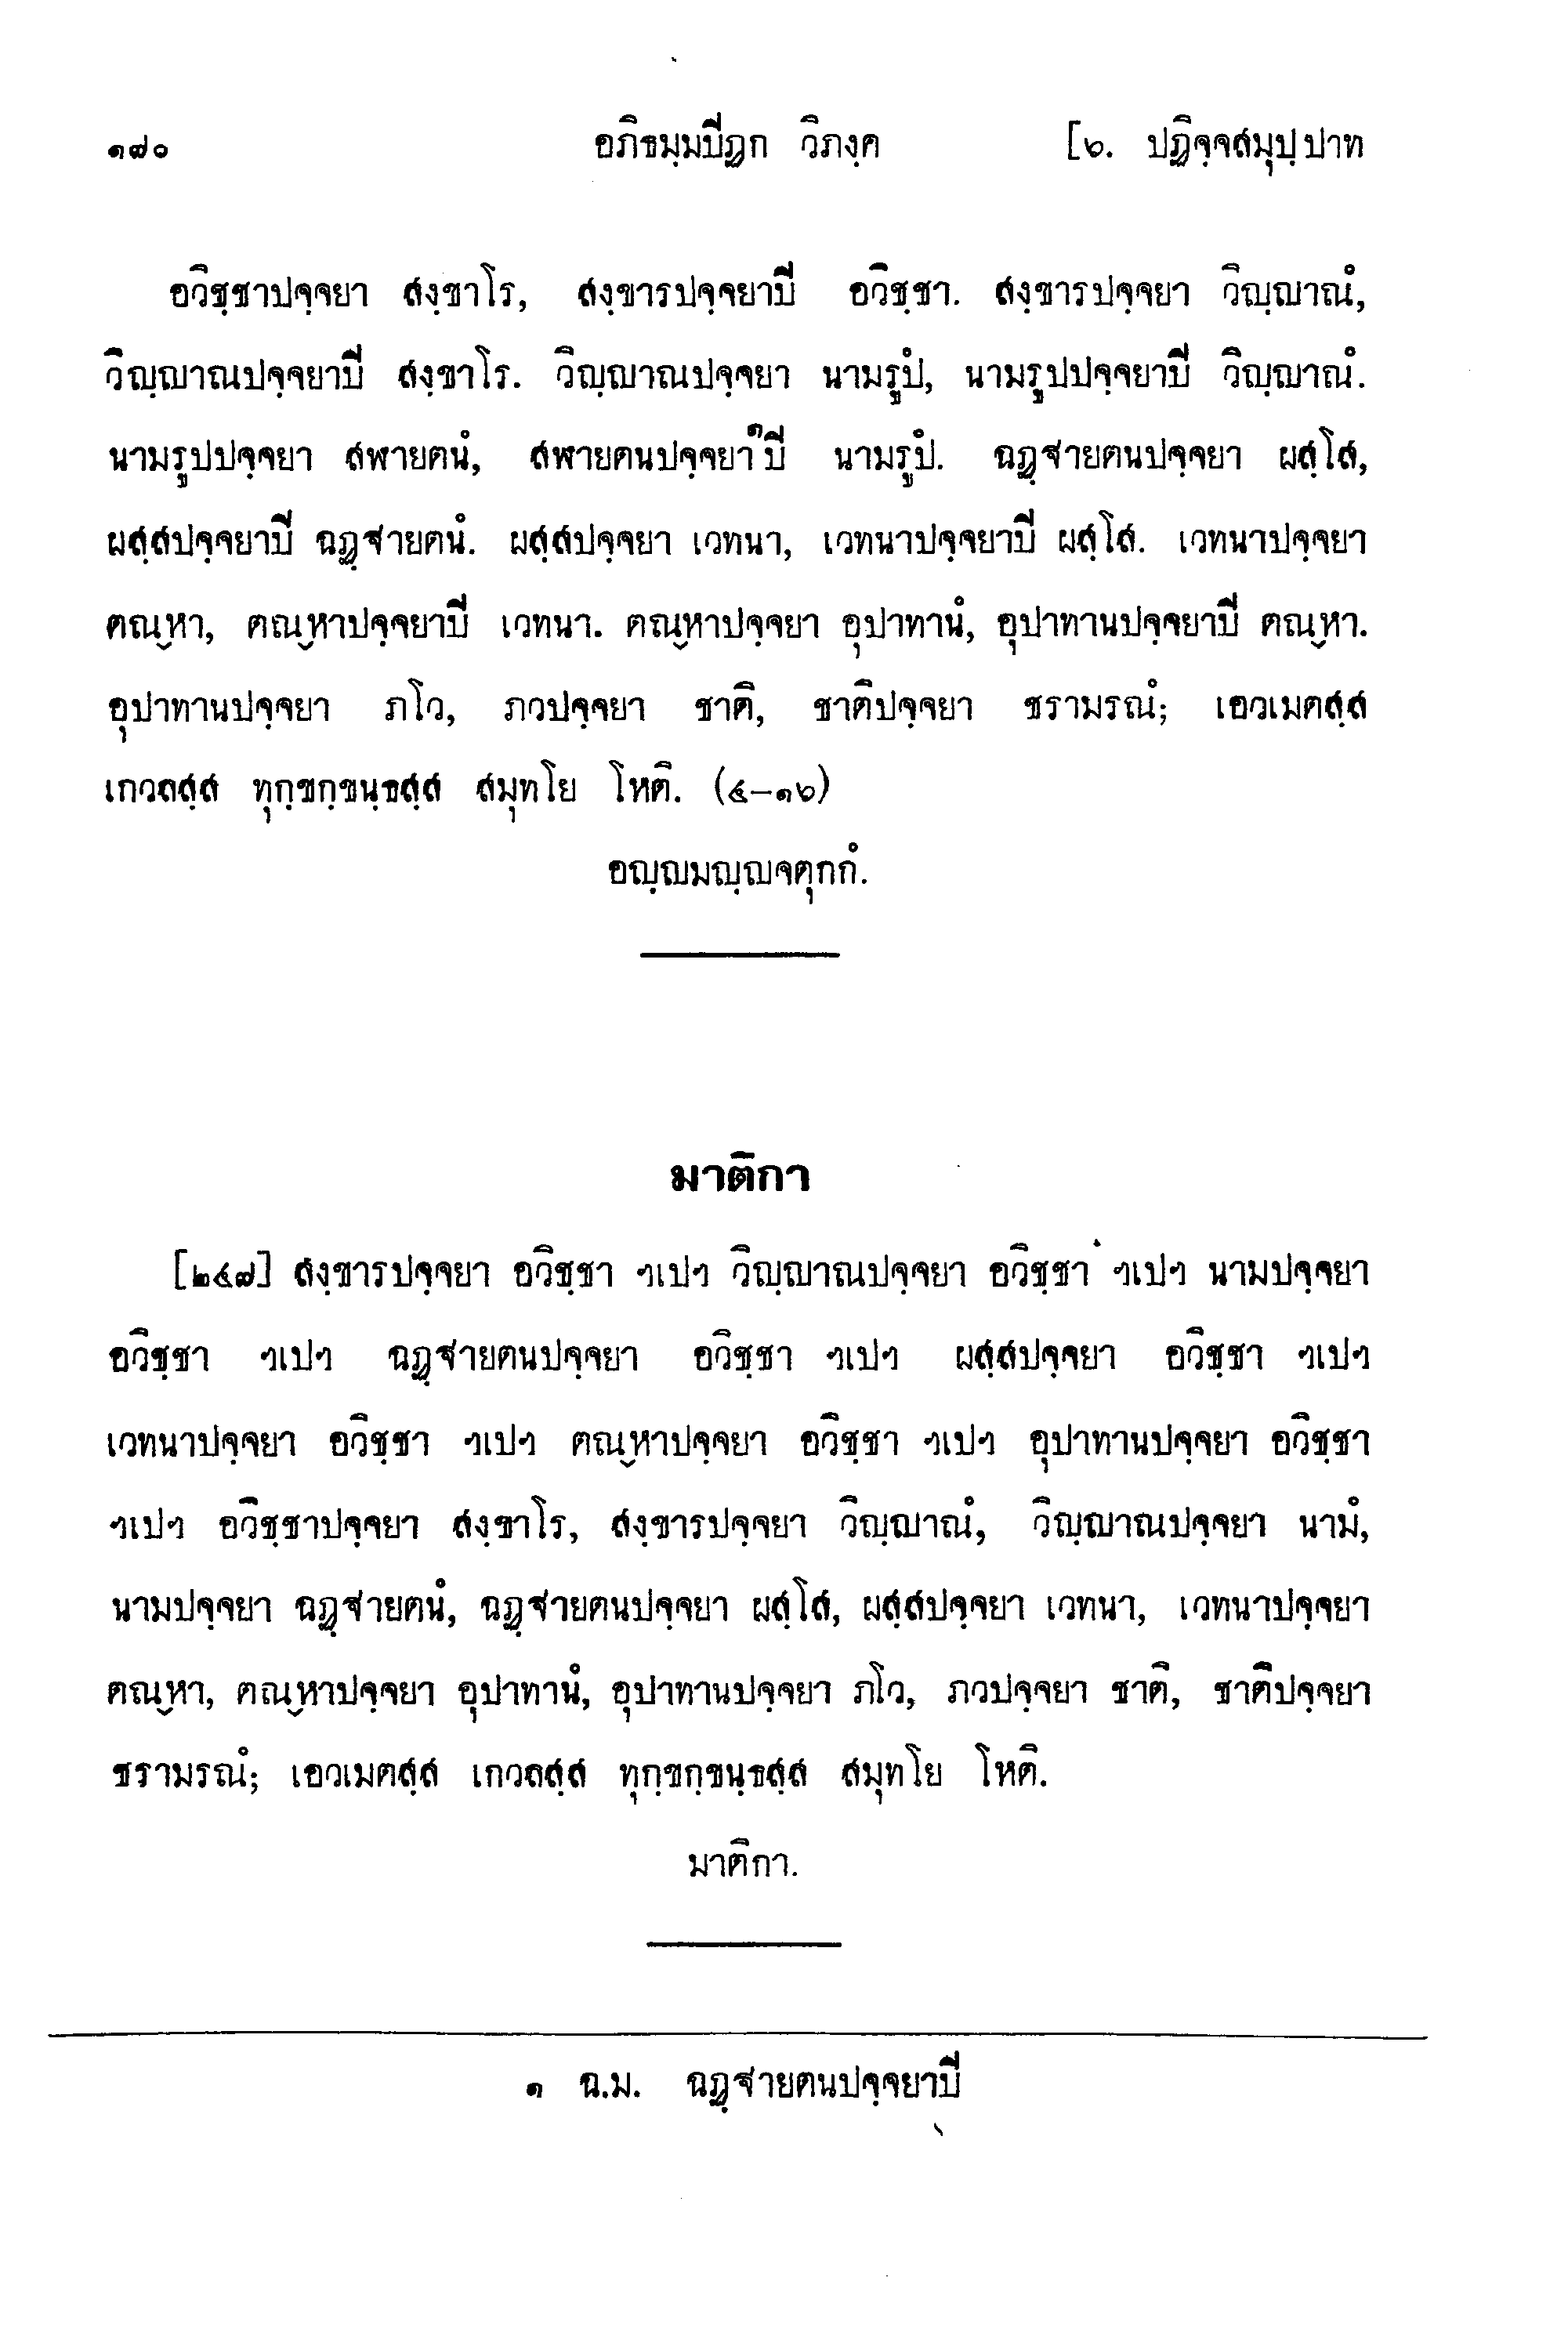 ๑๘๐ อภิธมฺมปิฏก วิภงฺค [๖. ปฏิจฺจสมุปฺปาท
อวิชฺชาปจฺจยา สงฺขาโร, สงฺขารปจฺจยาปิ อวิชฺชา. สงฺขารปจฺจยา วิญฺญาณํ,
วิญฺญาณปจฺจยาปิ สงฺขาโร. วิญฺญาณปจฺจยา นามรูปํ, นามรูปปจฺจยาปิ วิญฺญาณํ.
นามรูปปจฺจยา สฬายตนํ, สฬายตนปจฺจยา๑ปิ นามรูปํ. ฉฏฺฐายตนปจฺจยา ผสฺโส,
ผสฺสปจฺจยาปิ ฉฏฺฐายตนํ. ผสฺสปจฺจยา เวทนา, เวทนาปจฺจยาปิ ผสฺโส. เวทนาปจฺจยา
ตณฺหา, ตณฺหาปจฺจยาปิ เวทนา. ตณฺหาปจฺจยา อุปาทานํ, อุปาทานปจฺจยาปิ ตณฺหา.
อุปาทานปจฺจยา ภโว, ภวปจฺจยา ชาติ, ชาติปจฺจยา ชรามรณํ; เอวเมตสฺส
เกวลสฺส ทุกฺขกฺขนฺธสฺส สมุทโย โหติ. (๔–๑๖)
อญฺญมญฺญจตุกกํ.
มาติกา
[๒๔๗] สงฺขารปจฺจยา อวิชฺชา ฯเปฯ วิญฺญาณปจฺจยา อวิชฺชา ฯเปฯ นามปจฺจยา
อวิชฺชา ฯเปฯ ฉฏฺฐายตนปจฺจยา อวิชฺชา ฯเปฯ ผสฺสปจฺจยา อวิชฺชา ฯเปฯ
เวทนาปจฺจยา อวิชฺชา ฯเปฯ ตณฺหาปจฺจยา อวิชฺชา ฯเปฯ อุปาทานปจฺจยา อวิชฺชา
ฯเปฯ อวิชฺชาปจฺจยา สงฺขาโร, สงฺขารปจฺจยา วิญฺญาณํ, วิญฺญาณปจฺจยา นามํ,
นามปจฺจยา ฉฏฺฐายตนํ, ฉฏฺฐายตนปจฺจยา ผสฺโส, ผสฺสปจฺจยา เวทนา, เวทนาปจฺจยา
ตณฺหา, ตณฺหาปจฺจยา อุปาทานํ, อุปาทานปจฺจยา ภโว, ภวปจฺจยา ชาติ, ชาติปจฺจยา
ชรามรณํ; เอวเมตสฺส เกวลสฺส ทุกฺขกฺขนฺธสฺส สมุทโย โหติ.
มาติกา.
๑ ฉ.ม. ฉฏฺฐายตนปจฺจยาปิ